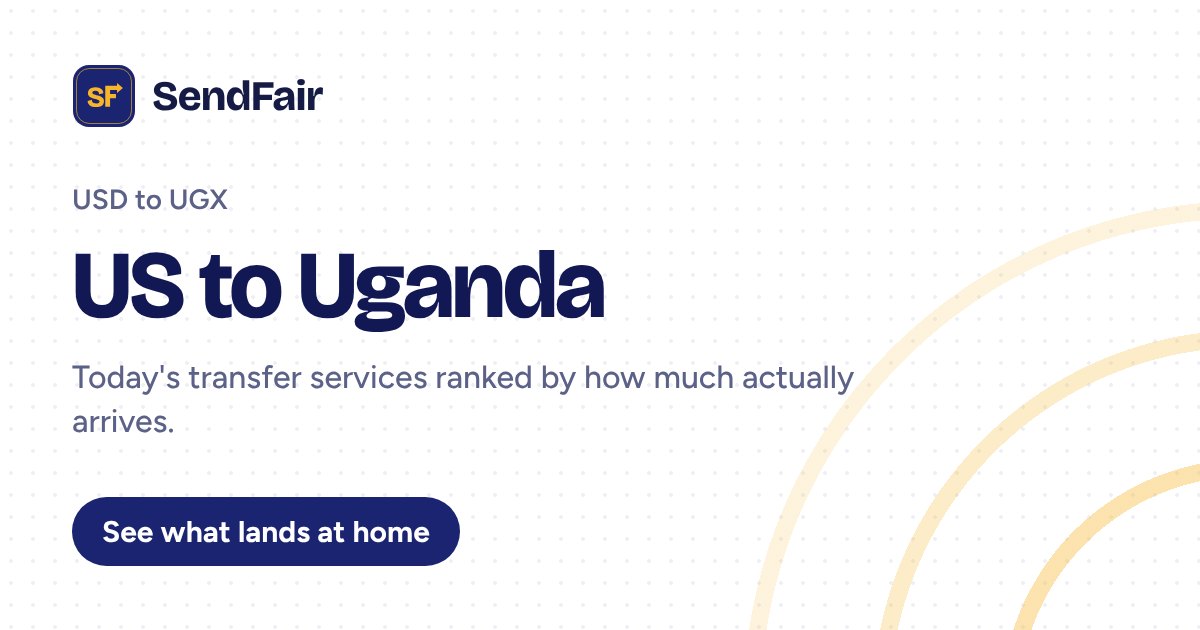 SF
SendFair
USD to UGX
US to Uganda
Today's transfer services ranked by how much actually
arrives.
See what lands at home